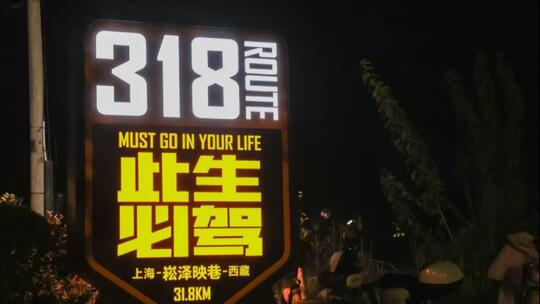 318 ROUTE
MUST GO IN YOUR LIFE
此生
必驾
上海-崧泽映巷-西藏
31.8KM